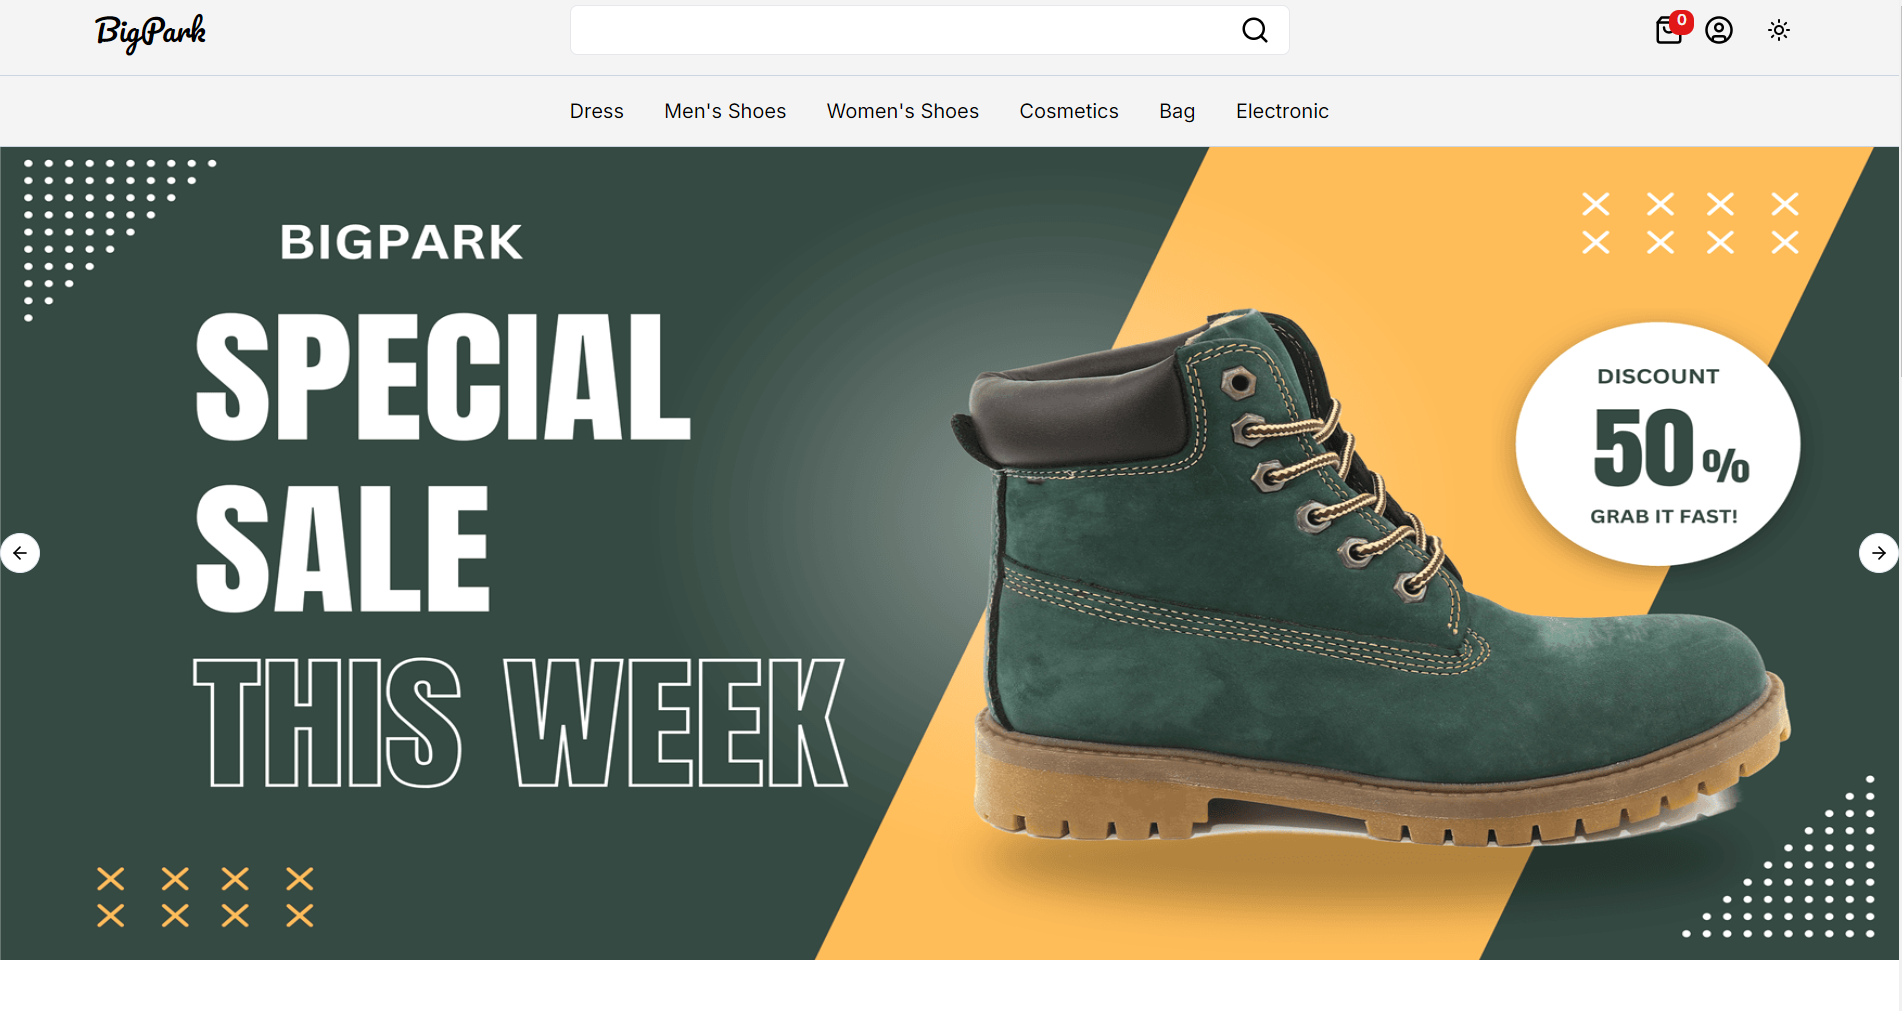 BigPark
0
Dress Men's Shoes Women's Shoes Cosmetics Bag Electronic
BIGPARK
SPECIAL
SALE
THIS WEEK
DISCOUNT
50%
GRAB IT FAST!